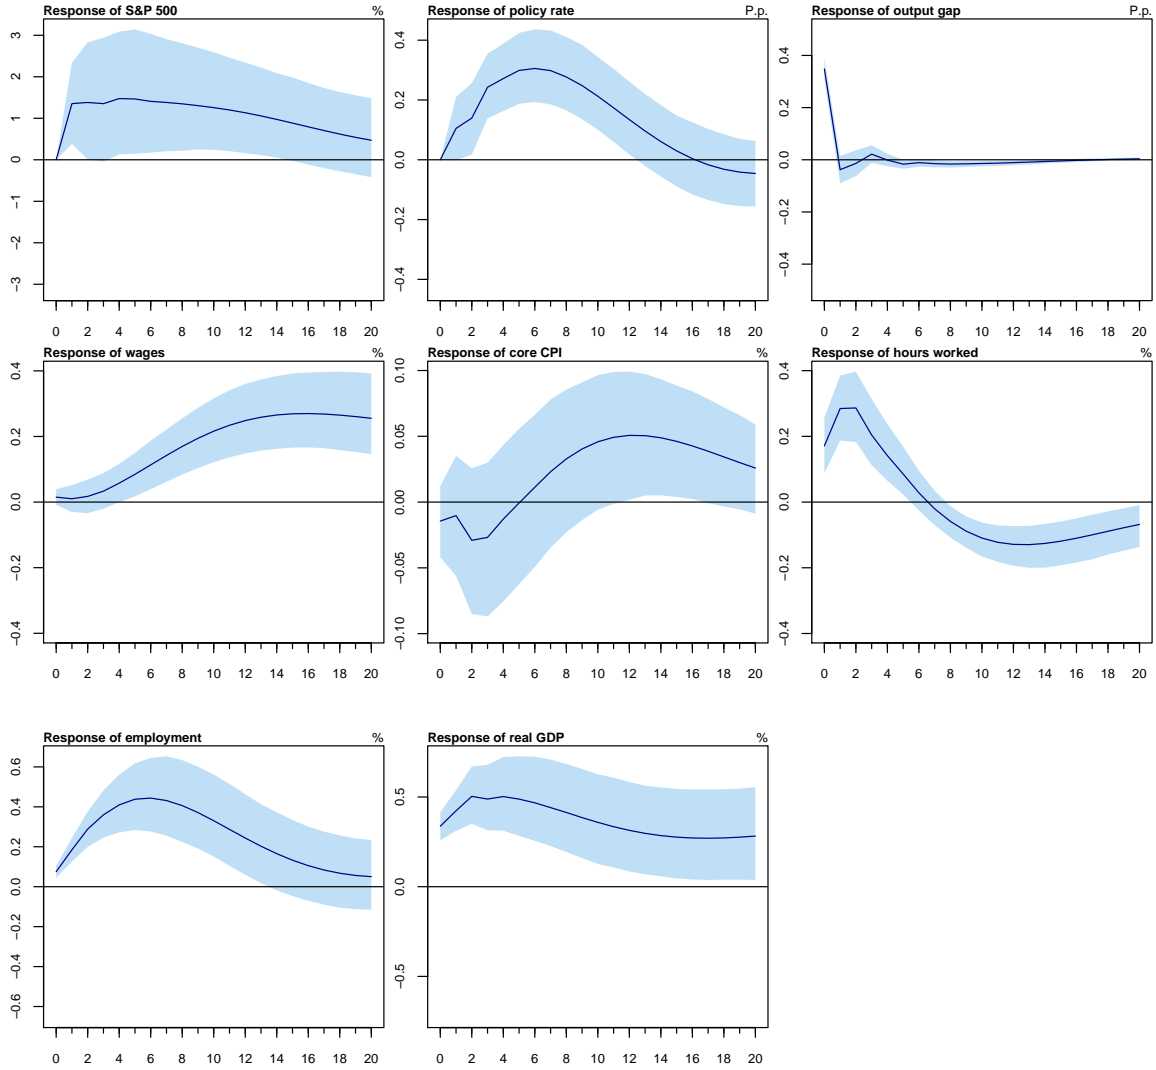 Response of S&P 500 %
3
2
1
0
−1
−2
−3
0 2 4 6 8 10 12 14 16 18 20
Response of policy rate P.p.
0.4
0.2
0.0
−0.2
−0.4
0 2 4 6 8 10 12 14 16 18 20
Response of output gap P.p.
0.4
0.2
0.0
−0.2
−0.4
0 2 4 6 8 10 12 14 16 18 20
Response of wages %
0.4
0.2
0.0
−0.2
−0.4
0 2 4 6 8 10 12 14 16 18 20
Response of core CPI %
0.10
0.05
0.00
−0.05
−0.10
0 2 4 6 8 10 12 14 16 18 20
Response of hours worked %
0.4
0.2
0.0
−0.2
−0.4
0 2 4 6 8 10 12 14 16 18 20
Response of employment %
0.6
0.4
0.2
0.0
−0.2
−0.4
−0.6
0 2 4 6 8 10 12 14 16 18 20
Response of real GDP %
0.5
0.0
−0.5
0 2 4 6 8 10 12 14 16 18 20